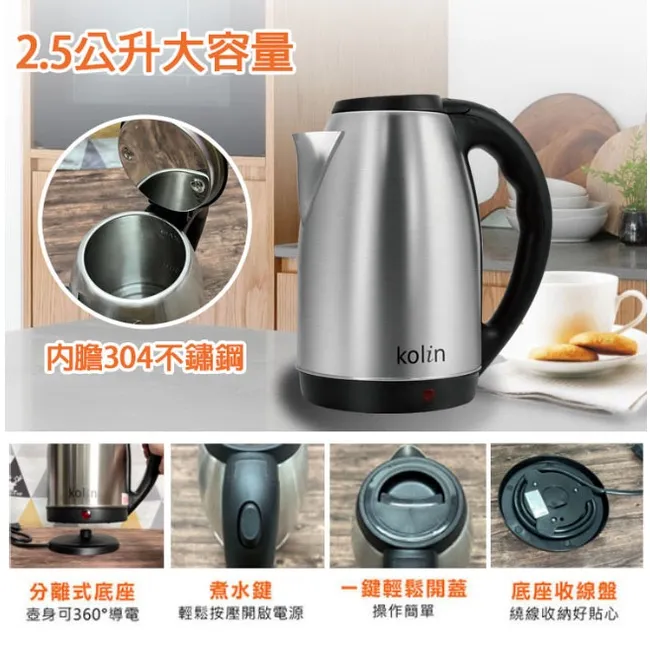 2.5公升大容量
內膽304不鏽鋼
kolin
kolin
分離式底座
壺身可360°導電
煮水鍵
輕鬆按壓開啟電源
一鍵輕鬆開蓋
操作簡單
底座收線盤
繞線收納好貼心